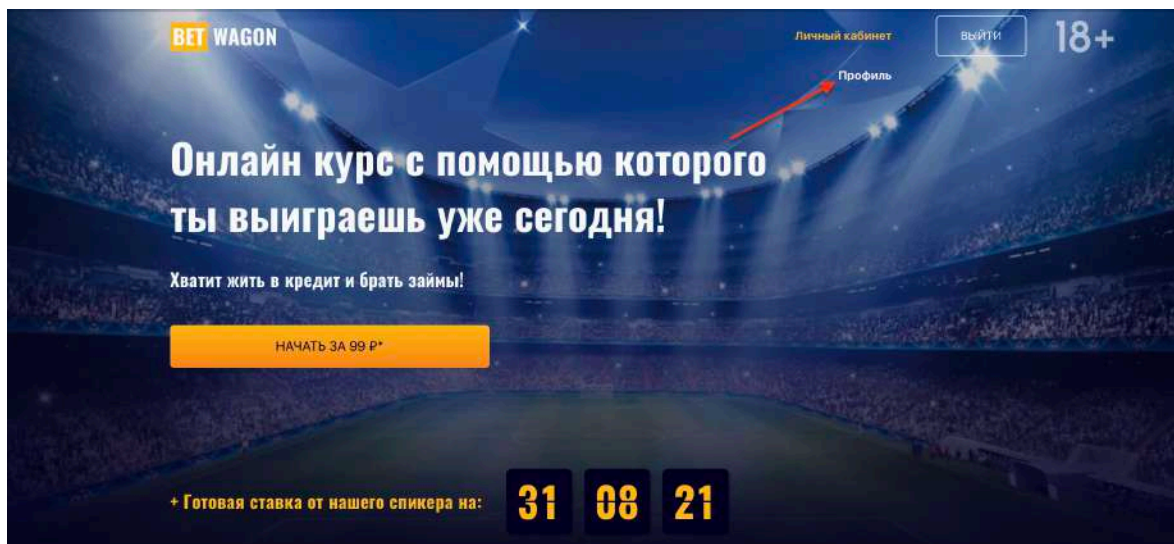 BET WAGON
Личный кабинет
ВЫЙТИ
18+
Профиль
Онлайн курс с помощью которого
ты выиграешь уже сегодня!
Хватит жить в кредит и брать займы!
НАЧАТЬ ЗА 99 ₽*
+ Готовая ставка от нашего спикера на:
31 08 21